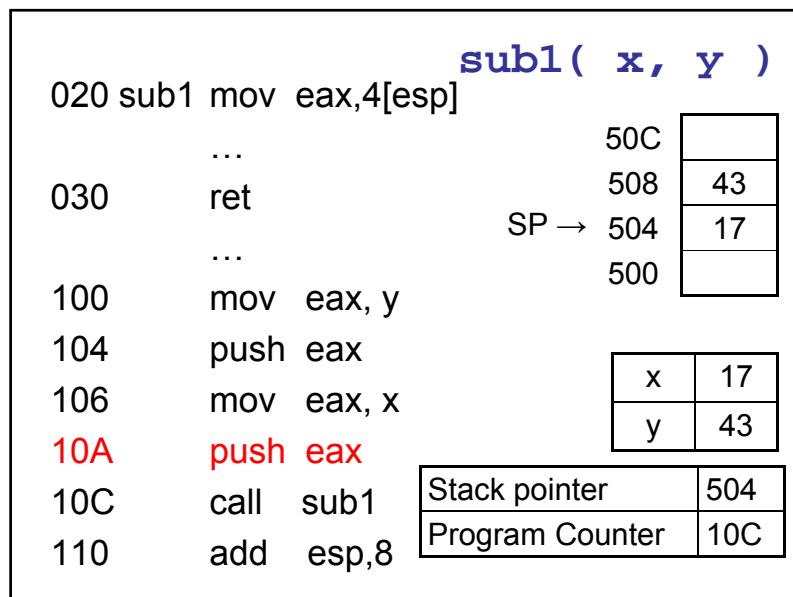 sub1( x, y )
020 sub1 mov eax,4[esp]
…
030 ret
…
100 mov eax, y
104 push eax
106 mov eax, x
10A push eax
10C call sub1
110 add esp,8
50C
508 43
SP → 504 17
500
x 17
y 43
Stack pointer 504
Program Counter 10C